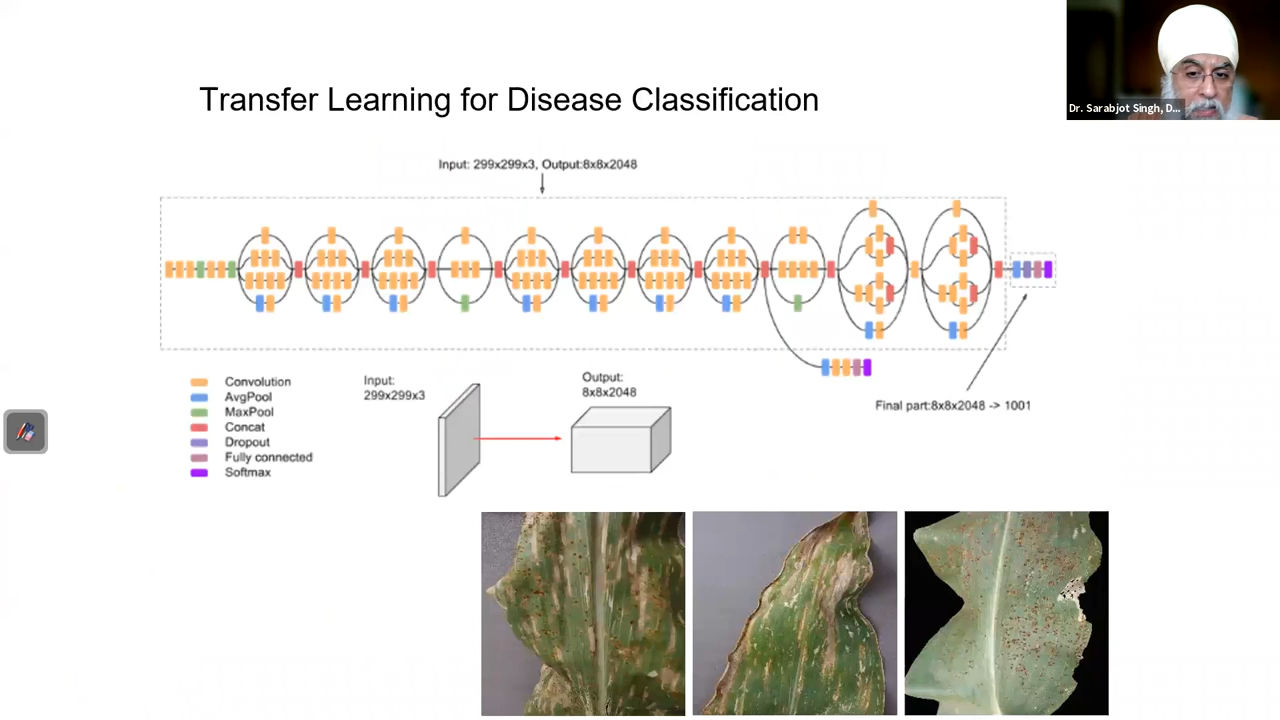 Dr. Sarabjot Singh, D...
Transfer Learning for Disease Classification
Input: 299x299x3, Output:8x8x2048
Convolution
AvgPool
MaxPool
Concat
Dropout
Fully connected
Softmax
Input:
299x299x3
Output:
8x8x2048
Final part:8x8x2048 -> 1001